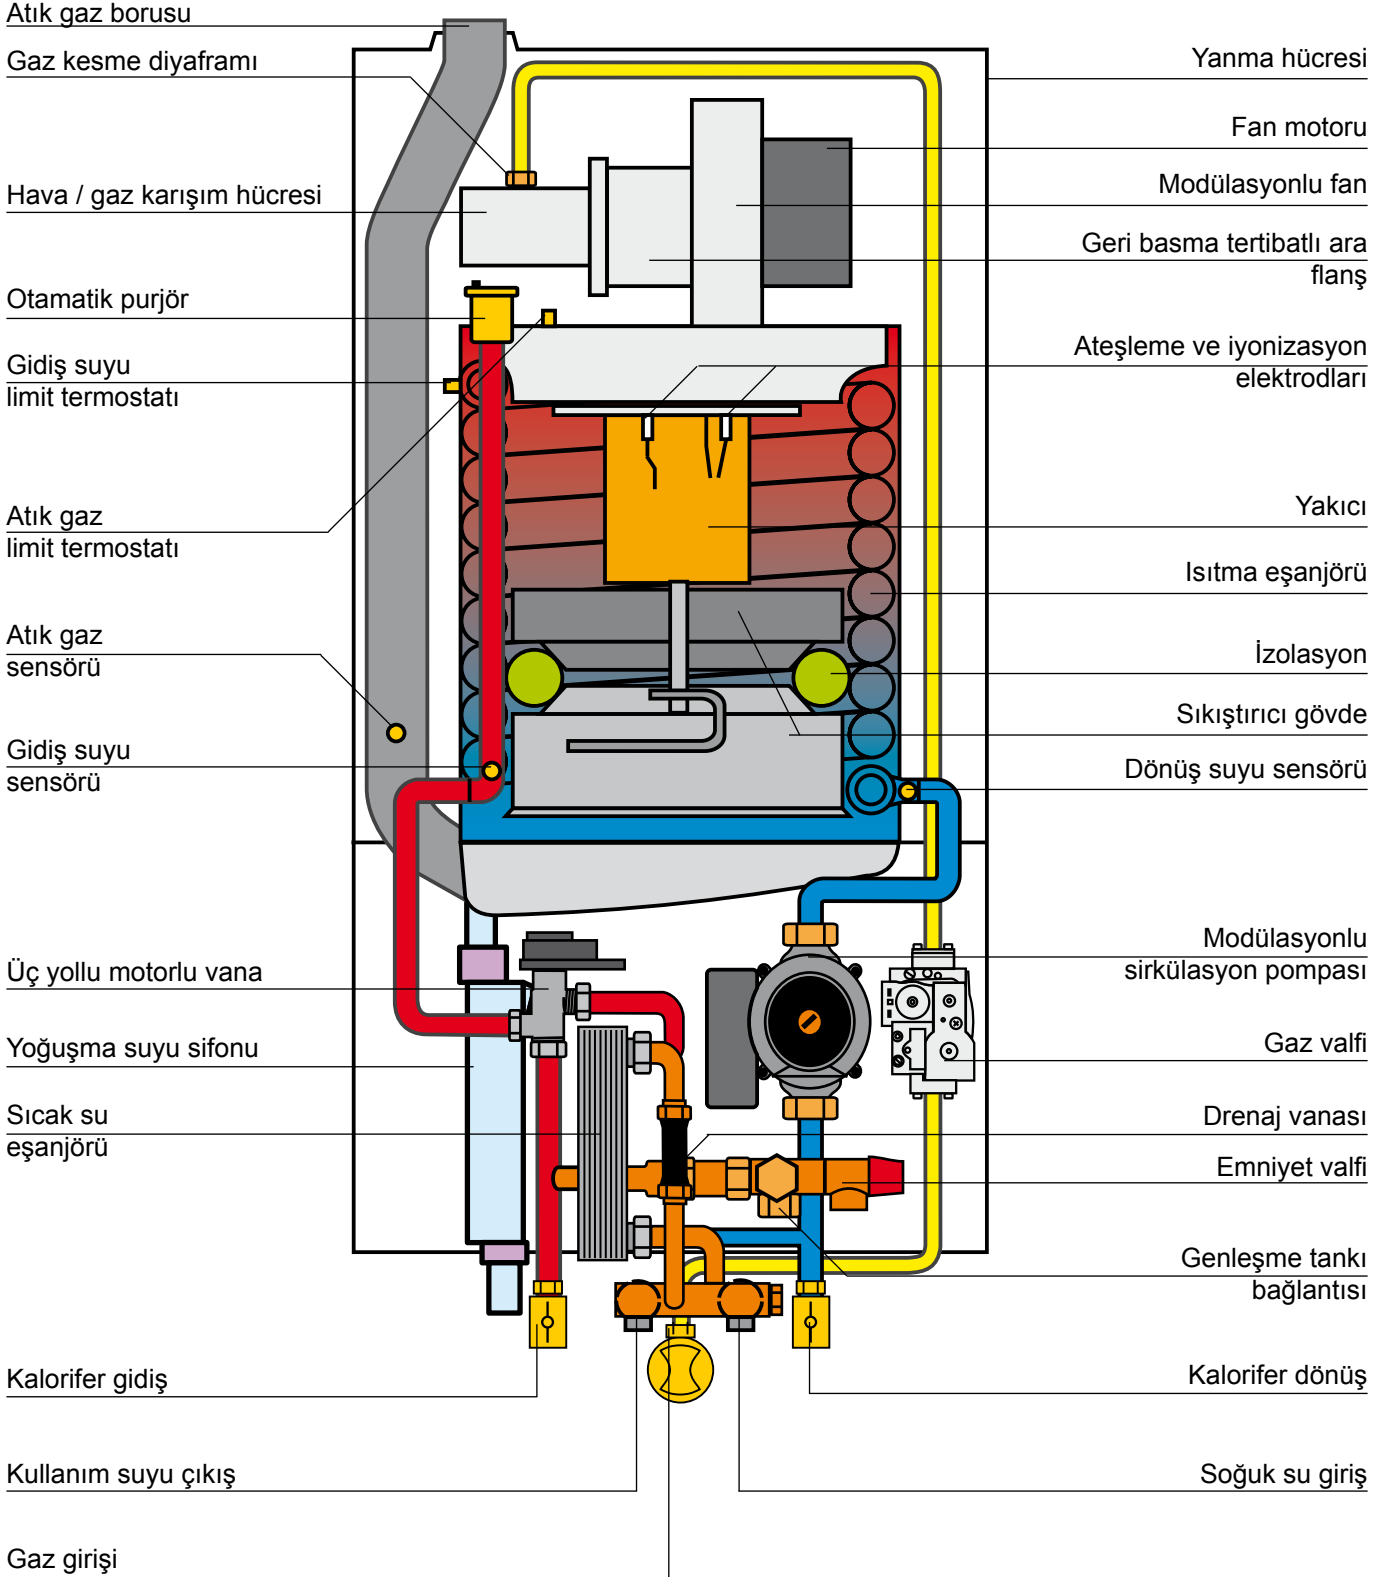 Atık gaz borusu
Gaz kesme diyaframı
Hava / gaz karışım hücresi
Otamatik purjör
Gidiş suyu
limit termostatı
Atık gaz
limit termostatı
Atık gaz
sensörü
Gidiş suyu
sensörü
Üç yollu motorlu vana
Yoğuşma suyu sifonu
Sıcak su
eşanjörü
Kalorifer gidiş
Kullanım suyu çıkış
Gaz girişi
Yanma hücresi
Fan motoru
Modülasyonlu fan
Geri basma tertibatlı ara
flanş
Ateşleme ve iyonizasyon
elektrodları
Yakıcı
Isıtma eşanjörü
İzolasyon
Sıkıştırıcı gövde
Dönüş suyu sensörü
Modülasyonlu
sirkülasyon pompası
Gaz valfi
Drenaj vanası
Emniyet valfi
Genleşme tankı
bağlantısı
Kalorifer dönüş
Soğuk su giriş